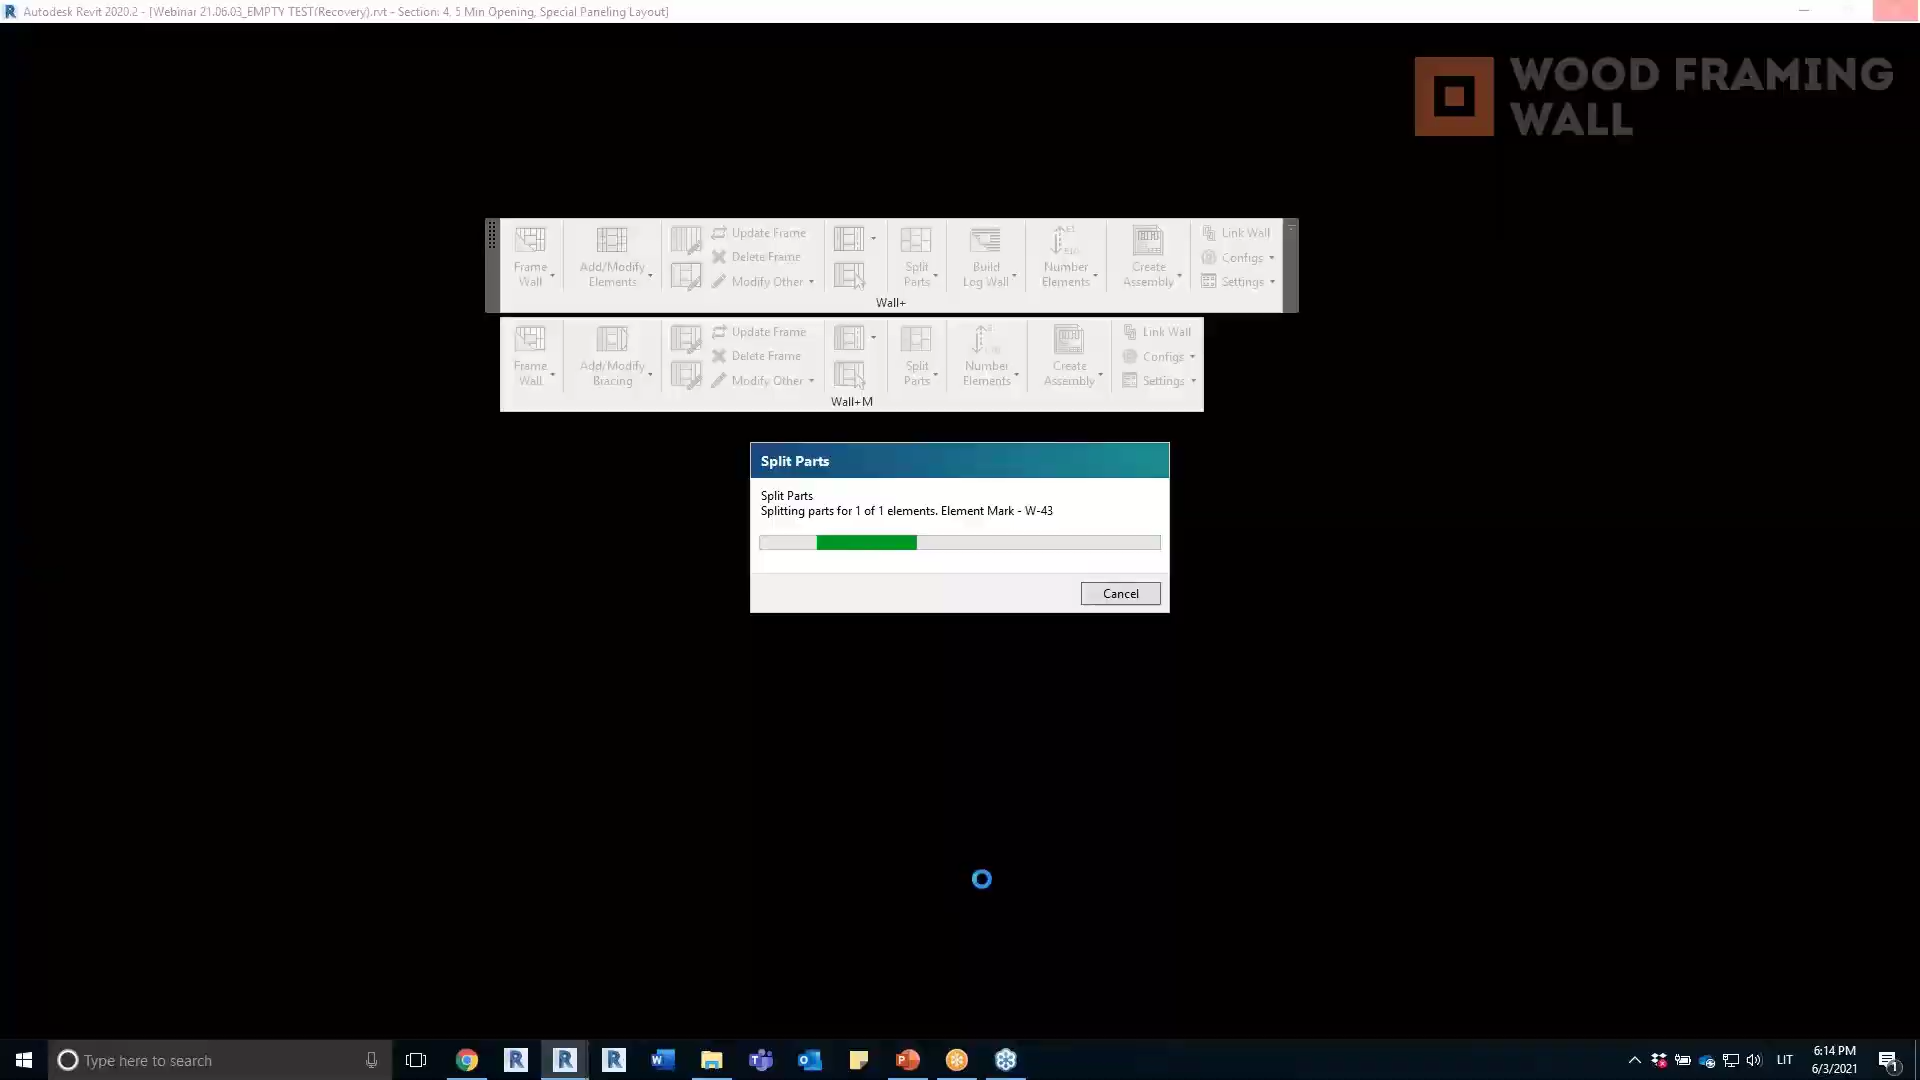 Autodesk Revit 2020.2 - [Webinar 21.06.03_EMPTY TEST(Recovery).rvt - Section: 4, 5 Min Opening, Special Paneling Layout]
WOOD FRAMING
WALL
Frame
Wall
Add/Modify
Elements
Update Frame
Delete Frame
Modify Other
Split
Parts
Build
Log Wall
Number
Elements
Create
Assembly
Link Wall
Configs
Settings
Wall+
Frame
Wall
Add/Modify
Bracing
Update Frame
Delete Frame
Modify Other
Split
Parts
Number
Elements
Create
Assembly
Link Wall
Configs
Settings
Wall+M
Split Parts
Split Parts
Splitting parts for 1 of 1 elements. Element Mark - W-43
Cancel
Type here to search
LIT
6:14 PM
6/3/2021
1